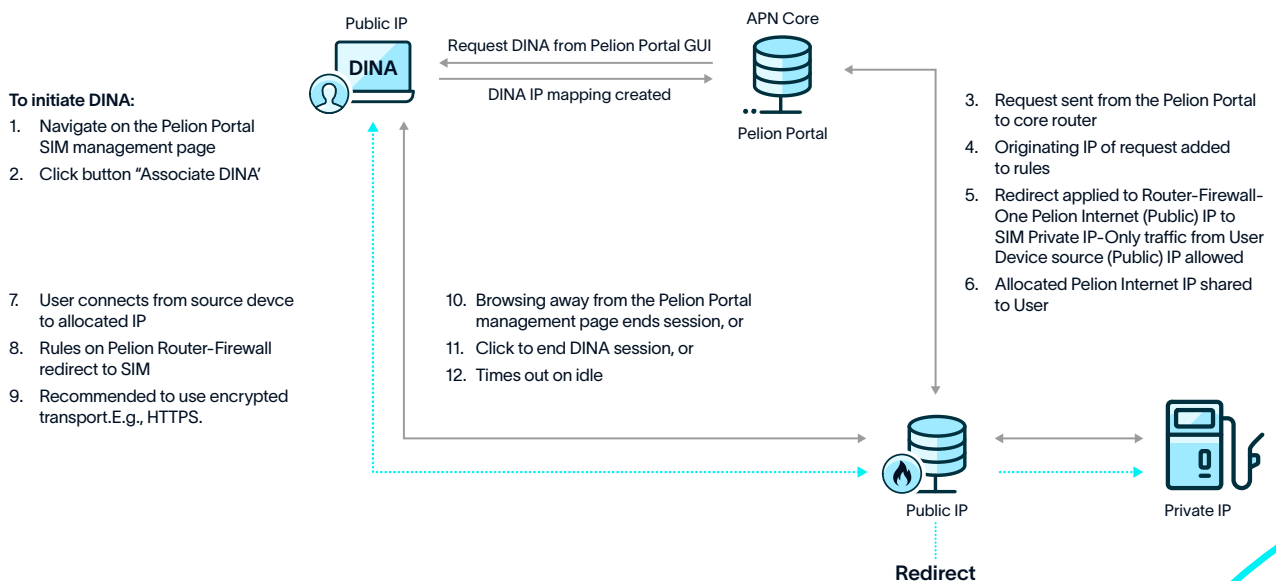 Public IP
DINA
Request DINA from Pelion Portal GUI
DINA IP mapping created
APN Core
Pelion Portal
To initiate DINA:
1. Navigate on the Pelion Portal
SIM management page
2. Click button “Associate DINA’
3. Request sent from the Pelion Portal
to core router
4. Originating IP of request added
to rules
5. Redirect applied to Router-Firewall-
One Pelion Internet (Public) IP to
SIM Private IP-Only traffic from User
Device source (Public) IP allowed
6. Allocated Pelion Internet IP shared
to User
7. User connects from source devce
to allocated IP
8. Rules on Pelion Router-Firewall
redirect to SIM
9. Recommended to use encrypted
transport.E.g., HTTPS.
10. Browsing away from the Pelion Portal
management page ends session, or
11. Click to end DINA session, or
12. Times out on idle
Public IP
Private IP
Redirect